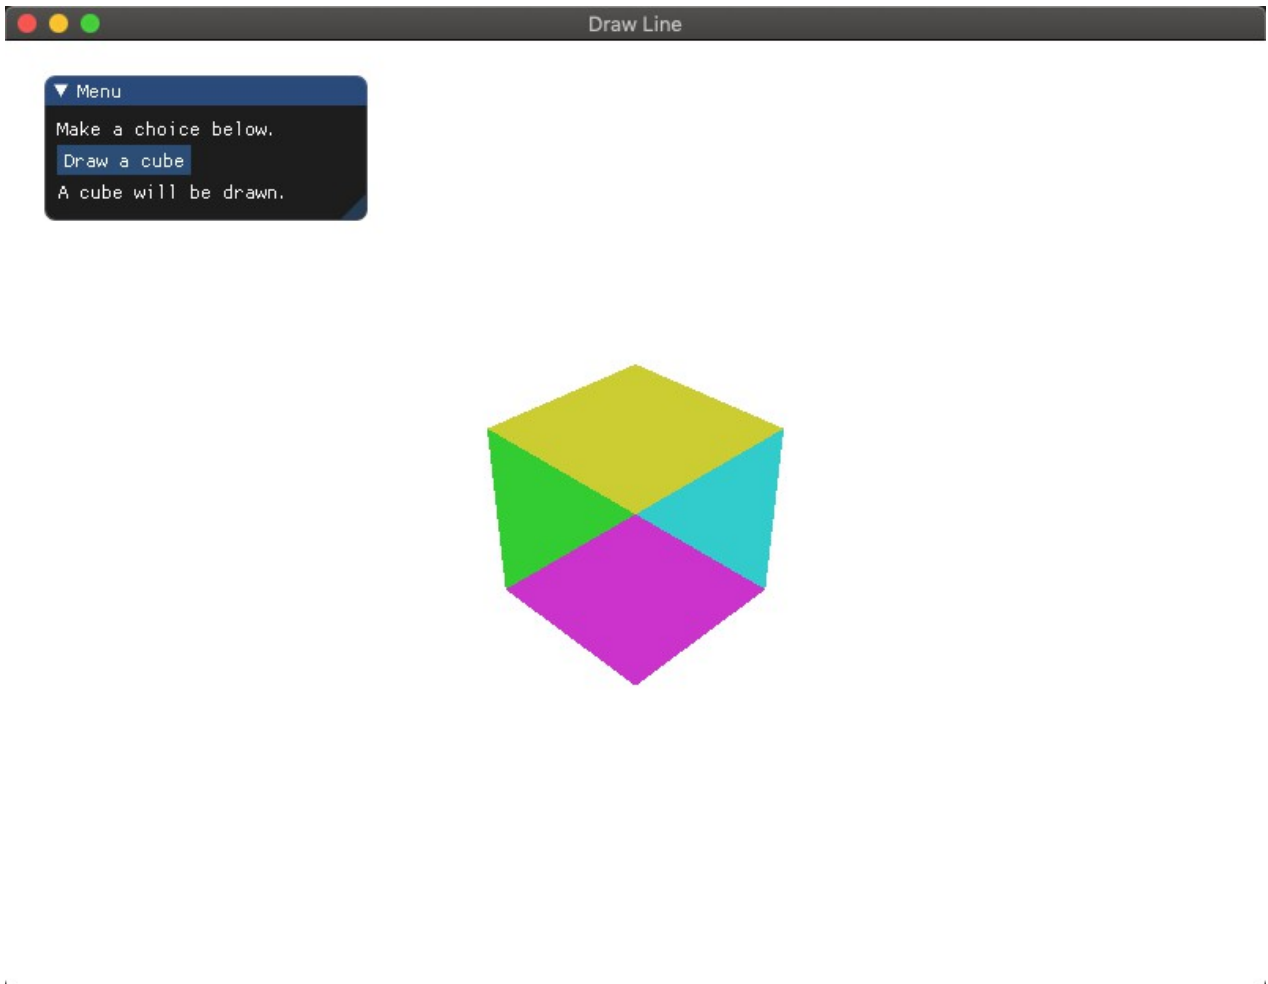 Draw Line
Menu
Make a choice below.
Draw a cube
A cube will be drawn.